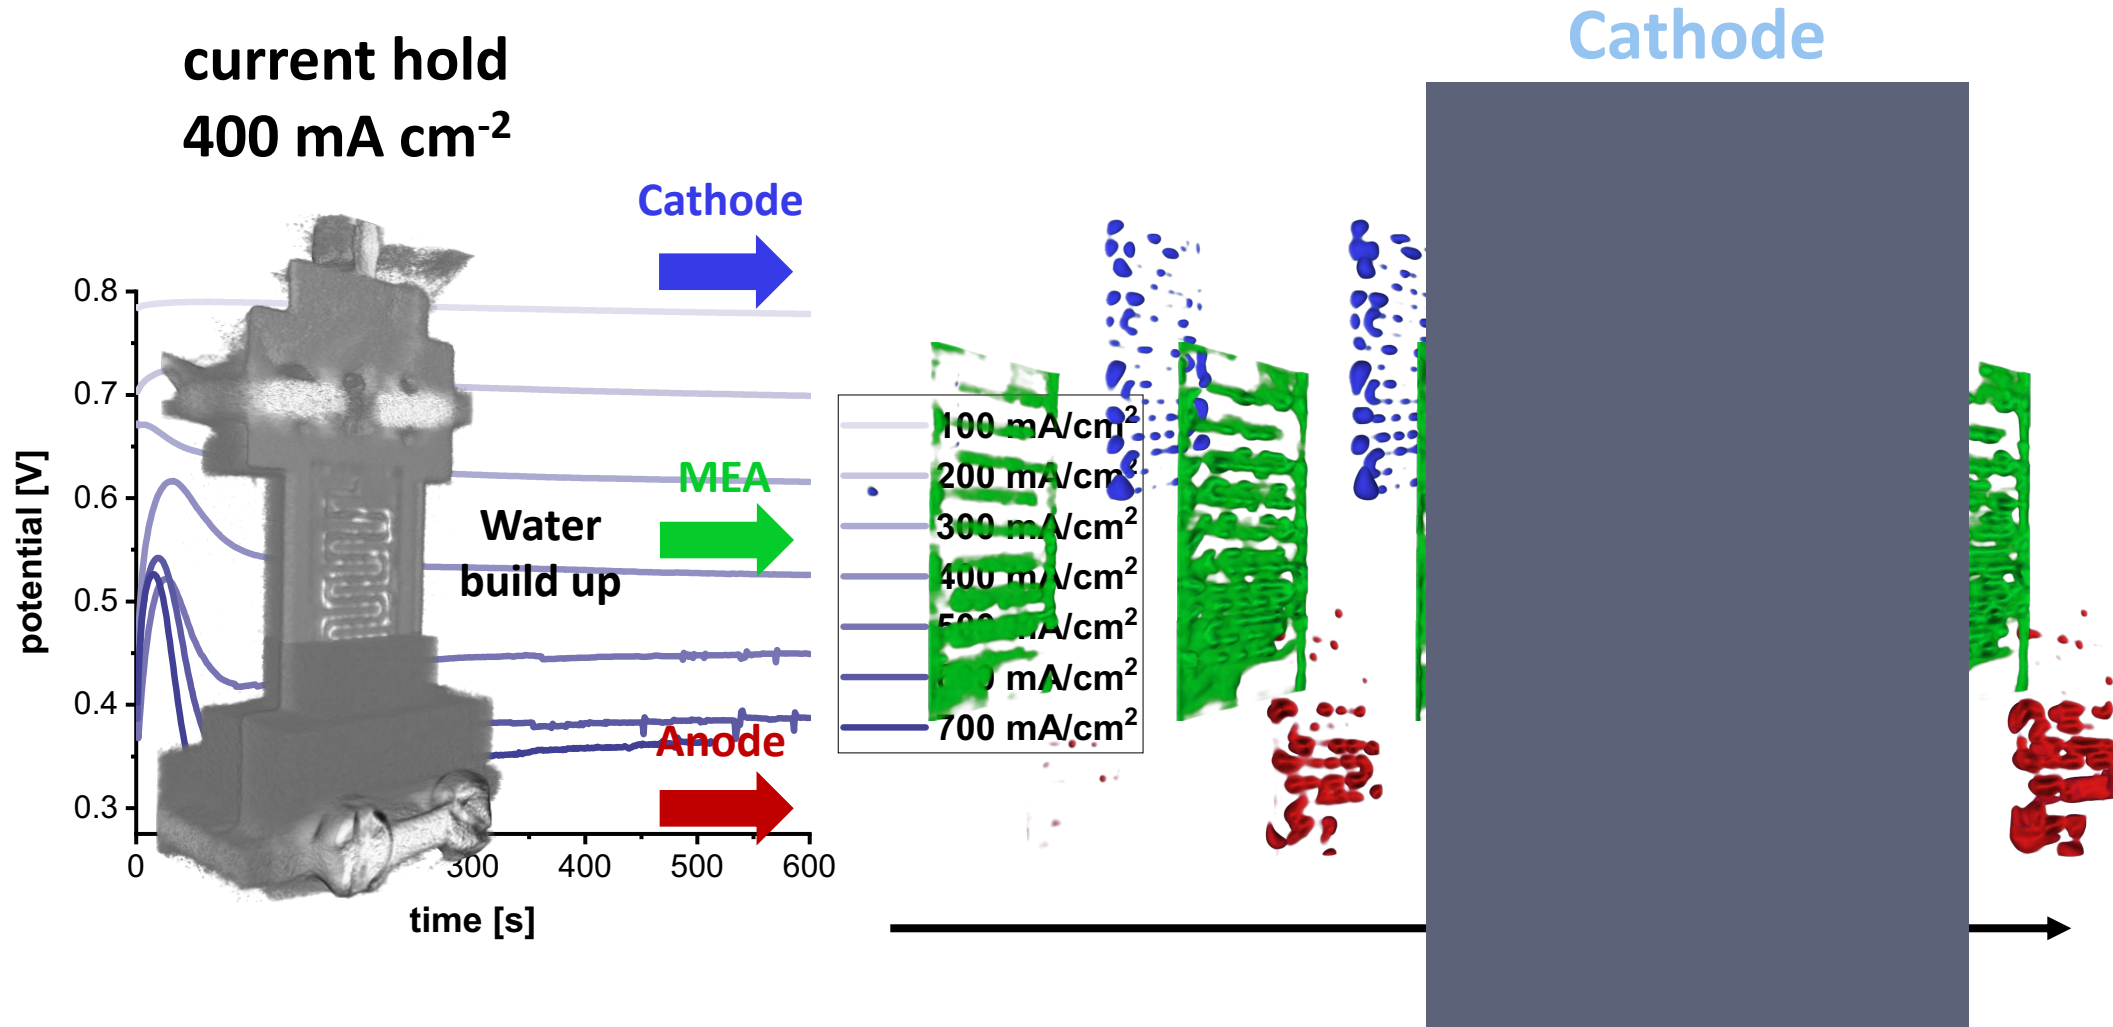 Cathode
current hold
400 mA cm-2
Cathode
0.8
0.7
0.6
0.5
0.4
0.3
potential [V]
MEA
Water
build up
Anode
100 mA/cm2
200 mA/cm2
300 mA/cm2
400 mA/cm2
500 mA/cm2
mA/cm2
700 mA/cm2
0
300
400
500
600
time [s]